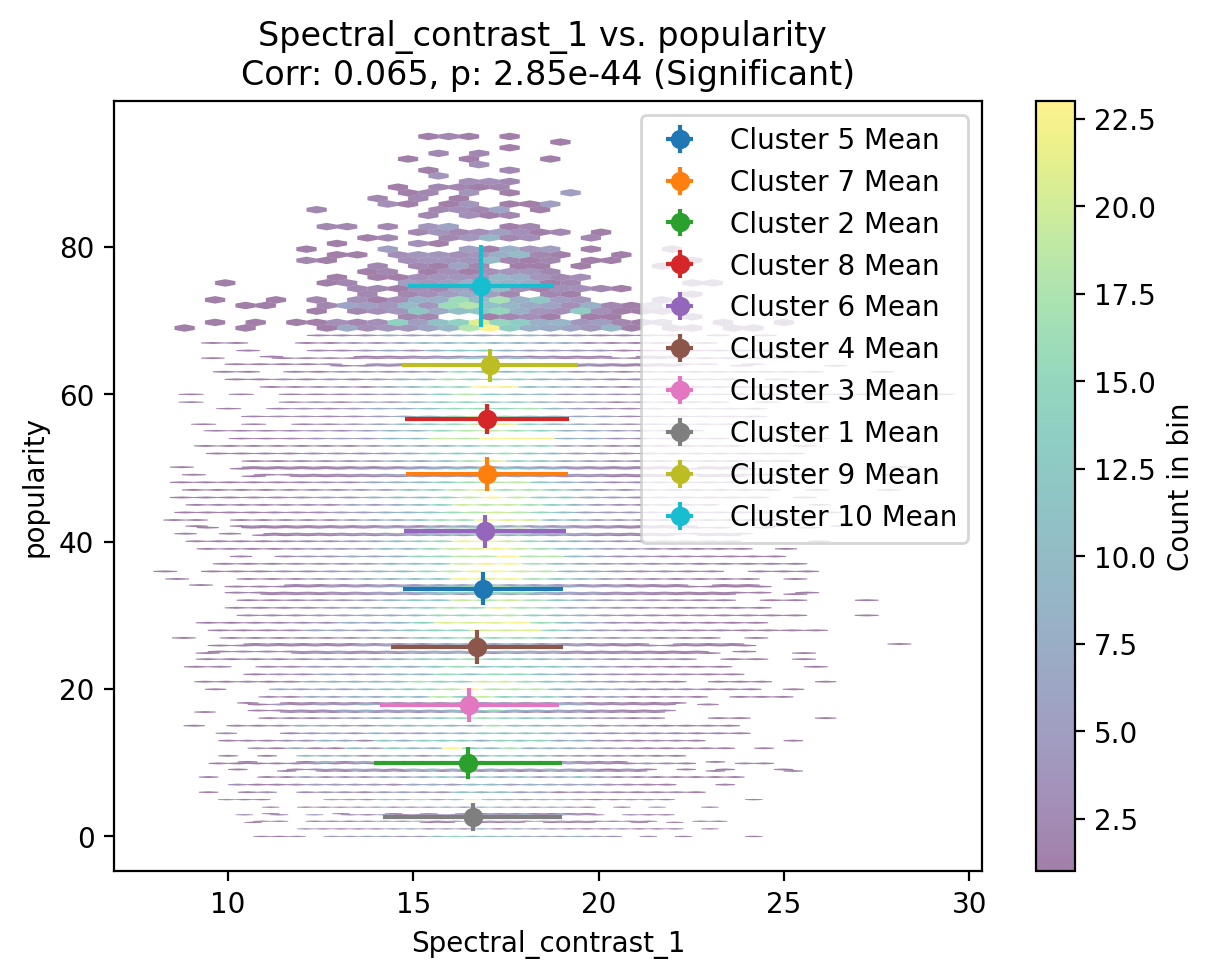 Spectral_contrast_1 vs. popularity
Corr: 0.065, p: 2.85e-44 (Significant)
Cluster 5 Mean
Cluster 7 Mean
Cluster 2 Mean
Cluster 8 Mean
Cluster 6 Mean
Cluster 4 Mean
Cluster 3 Mean
Cluster 1 Mean
Cluster 9 Mean
Cluster 10 Mean
popularity
80
60
40
20
0
10
15
20
25
30
Spectral_contrast_1
22.5
20.0
17.5
15.0
12.5
10.0
7.5
5.0
2.5
Count in bin